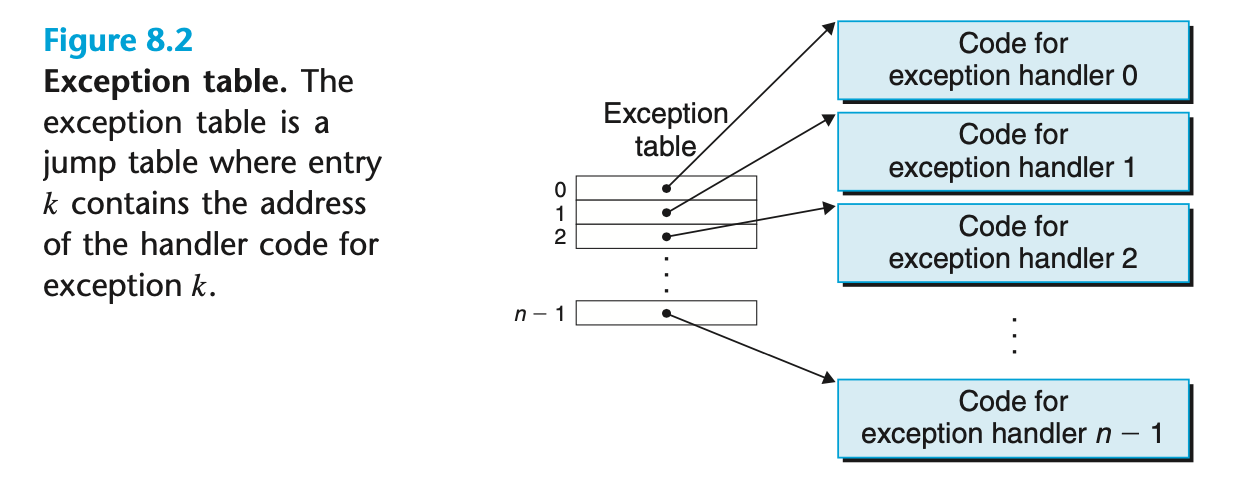 Figure 8.2
Exception table. The
exception table is a
jump table where entry
k contains the address
of the handler code for
exception k.
Exception
table
0
1
2
n − 1
Code for
exception handler 0
Code for
exception handler 1
Code for
exception handler 2
Code for
exception handler n − 1